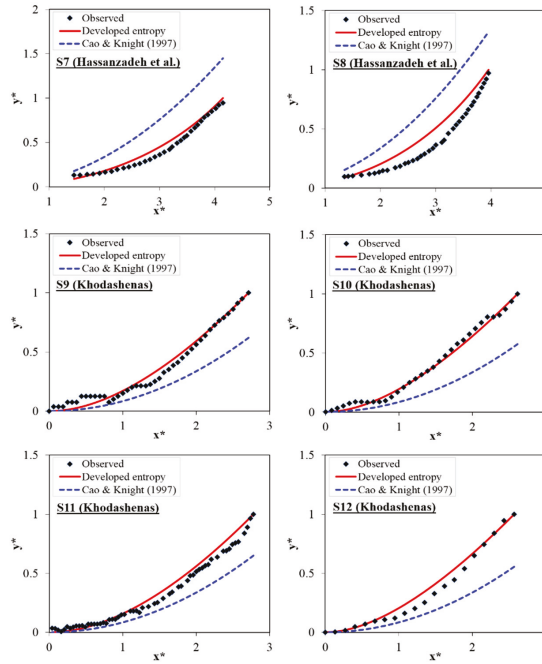 2
1.5
1
0.5
0
1 2 3 4 5
y*
x*
Observed
Developed entropy
Cao & Knight (1997)
S7 (Hassanzadeh et al.)
1.5
1
0.5
0
1 2 3 4
y*
x*
Observed
Developed entropy
Cao & Knight (1997)
S8 (Hassanzadeh et al.)
1.5
1
0.5
0
0 1 2 3
y*
x*
Observed
Developed entropy
Cao & Knight (1997)
S9 (Khodashenas)
1.5
1
0.5
0
0 1 2
y*
x*
Observed
Developed entropy
Cao & Knight (1997)
S10 (Khodashenas)
1.5
1
0.5
0
0 1 2 3
y*
x*
Observed
Developed entropy
Cao & Knight (1997)
S11 (Khodashenas)
1.5
1
0.5
0
0 1 2
y*
x*
Observed
Developed entropy
Cao & Knight (1997)
S12 (Khodashenas)